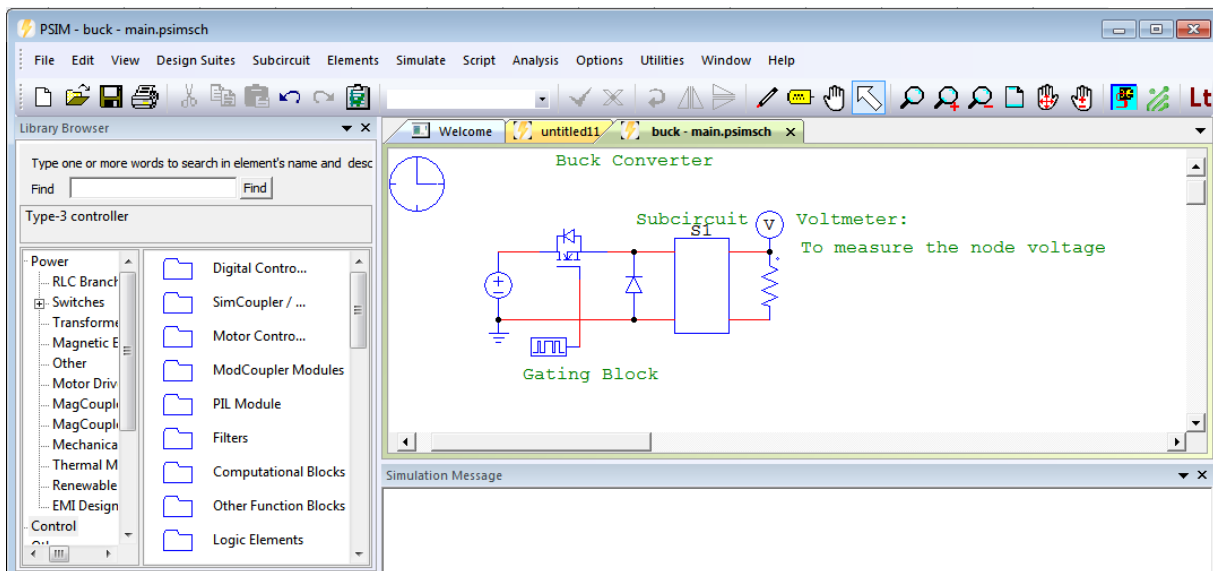 PSIM - buck - main.psimsch
File Edit View Design Suites Subcircuit Elements Simulate Script Analysis Options Utilities Window Help
Lt
Library Browser
Type one or more words to search in element's name and desc
Find Find
Type-3 controller
Power
RLC Branch
Switches
Transforme
Magnetic E
Other
Motor Driv
MagCouple
MagCouple
Mechanica
Thermal M
Renewable
EMI Design
Control
Digital Contro...
SimCoupler / ...
Motor Contro...
ModCoupler Modules
PIL Module
Filters
Computational Blocks
Other Function Blocks
Logic Elements
Welcome untitled11 buck - main.psimsch
Buck Converter
Subcircuit V Voltmeter:
S1
To measure the node voltage
Gating Block
Simulation Message